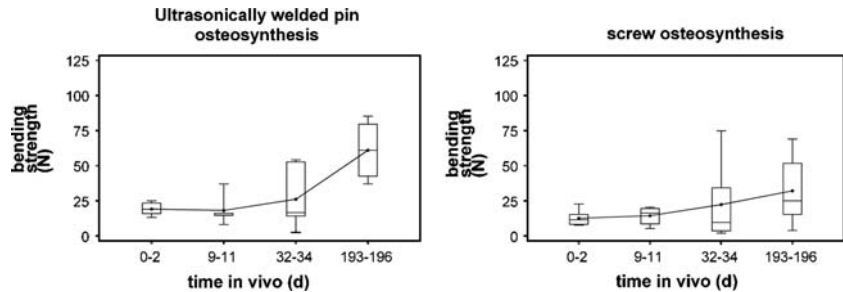 Ultrasonically welded pin
osteosynthesis
125
100
75
50
25
0
bending
strength
(N)
0-2
9-11
32-34
193-196
time in vivo (d)
screw osteosynthesis
125
100
75
50
25
0
bending
strength
(N)
0-2
9-11
32-34
193-196
time in vivo (d)